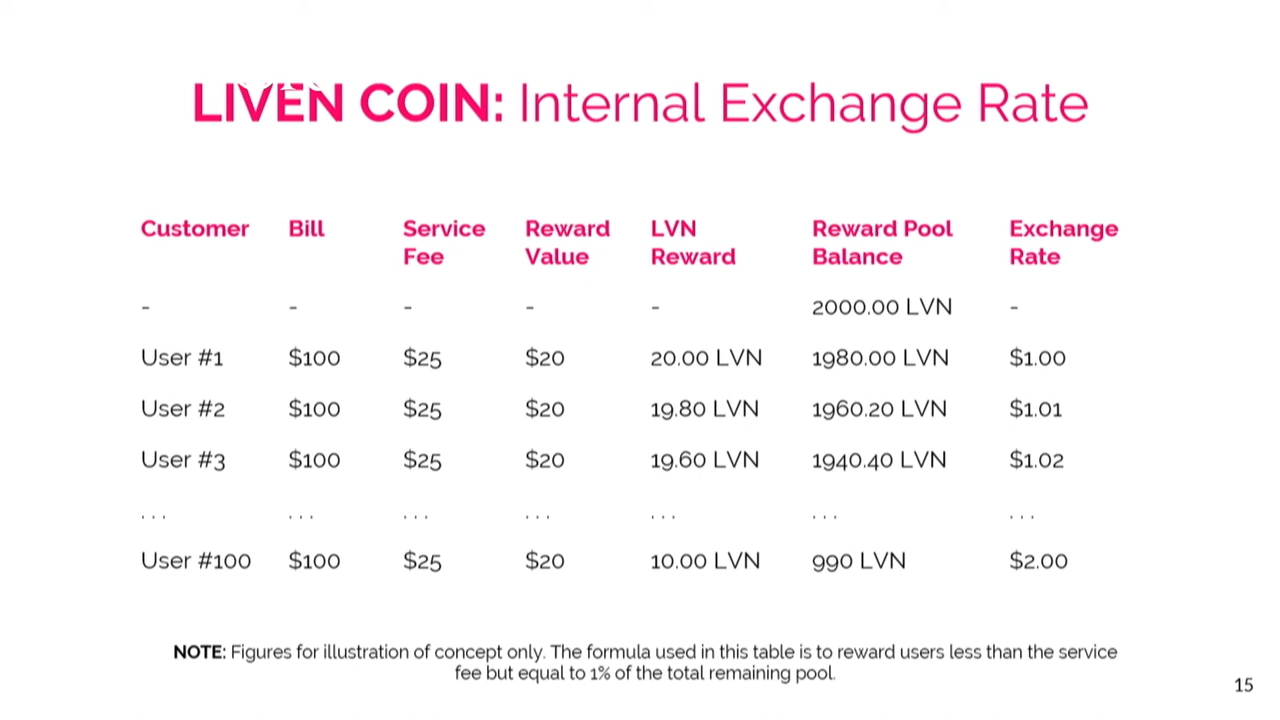 LIVEN COIN: Internal Exchange Rate
Customer Bill Service Fee Reward Value LVN Reward Reward Pool Balance Exchange Rate
- - - - - 2000.00 LVN -
User #1 $100 $25 $20 20.00 LVN 1980.00 LVN $1.00
User #2 $100 $25 $20 19.80 LVN 1960.20 LVN $1.01
User #3 $100 $25 $20 19.60 LVN 1940.40 LVN $1.02
. . . . . . . . . . . . . . . . . . . . .
User #100 $100 $25 $20 10.00 LVN 990 LVN $2.00
NOTE: Figures for illustration of concept only. The formula used in this table is to reward users less than the service
fee but equal to 1% of the total remaining pool.
15